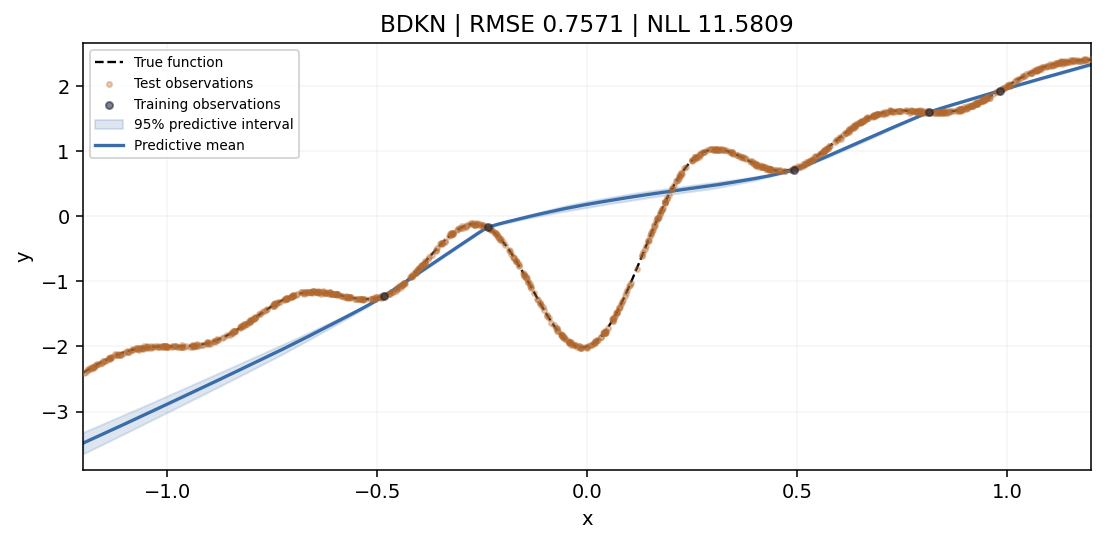 BDKN | RMSE 0.7571 | NLL 11.5809
True function
Test observations
Training observations
95% predictive interval
Predictive mean
y
2
1
0
−1
−2
−3
−1.0
−0.5
0.0
0.5
1.0
x